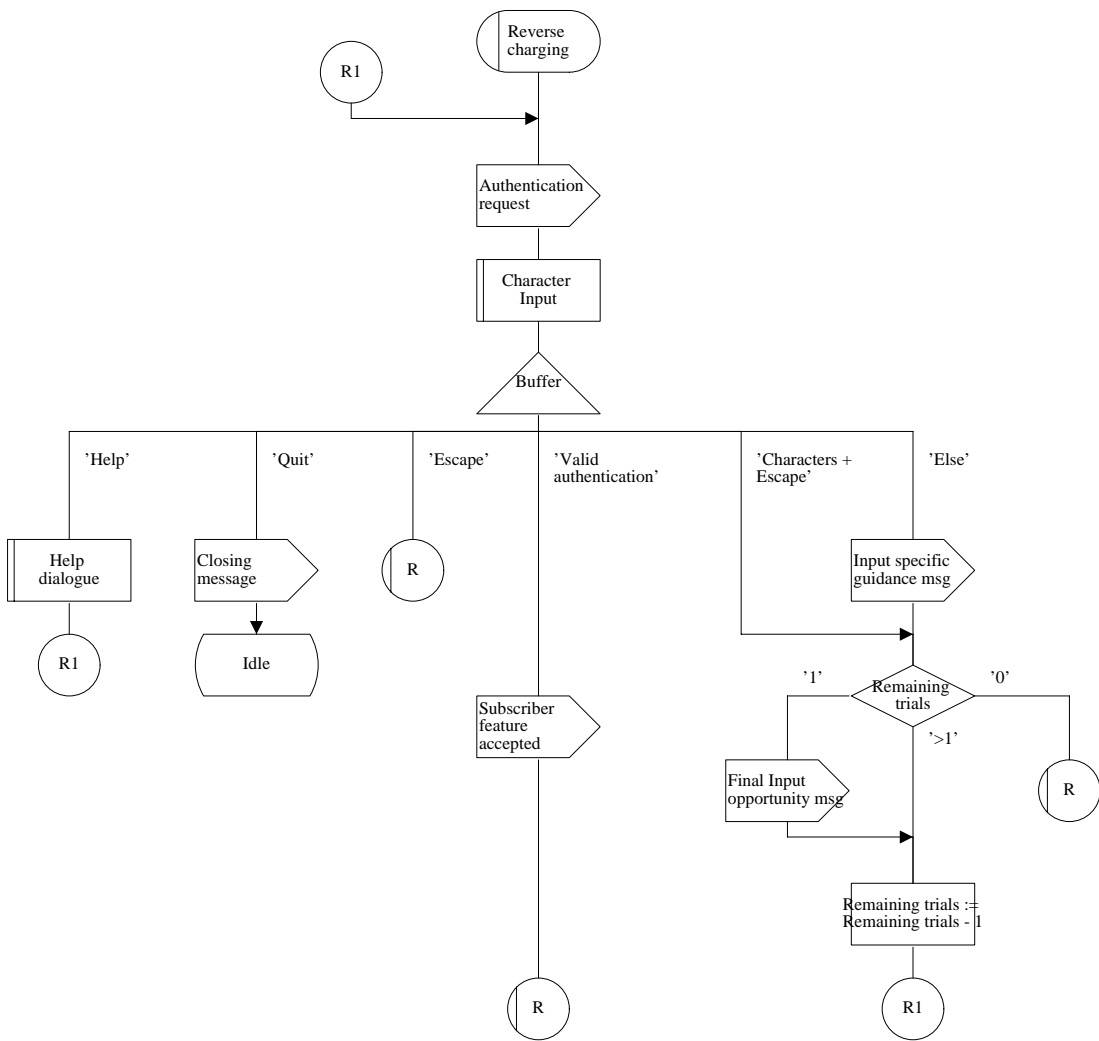 Reverse
charging
R1
Authentication
request
Character
Input
Buffer
'Help'
'Quit'
'Escape'
'Valid
authentication'
'Characters +
Escape'
'Else'
Help
dialogue
Closing
message
R
Input specific
guidance msg
R1
Idle
'1'
Remaining
trials
'0'
'>1'
Subscriber
feature
accepted
Final Input
opportunity msg
R
Remaining trials :=
Remaining trials - 1
R
R1